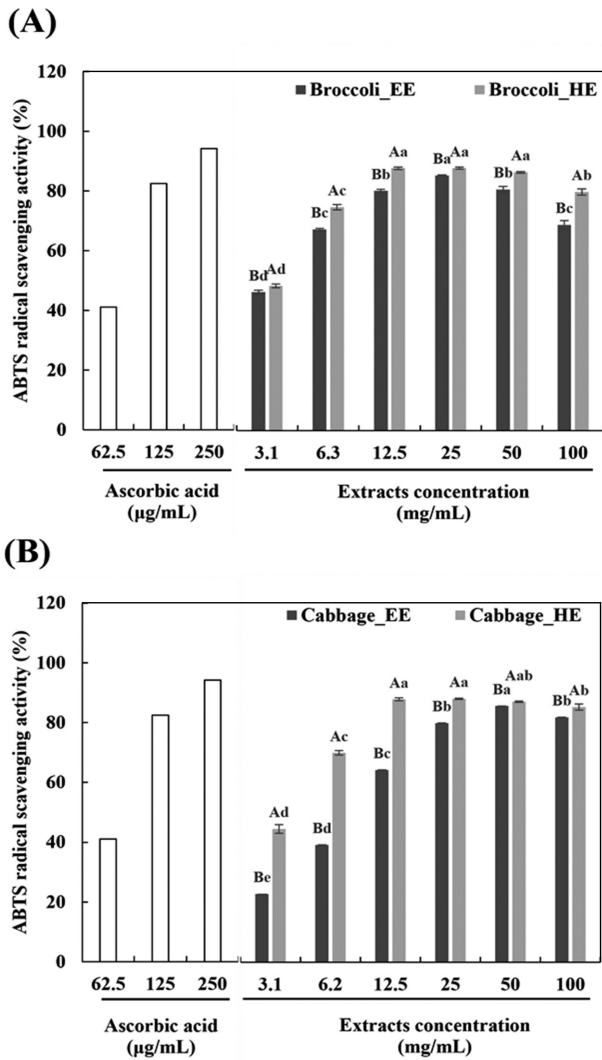 (A)
120
100
80
60
40
20
0
ABTS radical scavenging activity (%)
Broccoli_EE Broccoli_HE
Bd Ad Bc Ac Bb Aa Ba Aa Bb Aa Bc Ab
62.5 125 250 3.1 6.3 12.5 25 50 100
Ascorbic acid Extracts concentration
(µg/mL) (mg/mL)
(B)
120
100
80
60
40
20
0
ABTS radical scavenging activity (%)
Cabbage_EE Cabbage_HE
Be Ad Bd Ac Bc Aa Bb Aa Ba Aab Bb Ab
62.5 125 250 3.1 6.2 12.5 25 50 100
Ascorbic acid Extracts concentration
(µg/mL) (mg/mL)